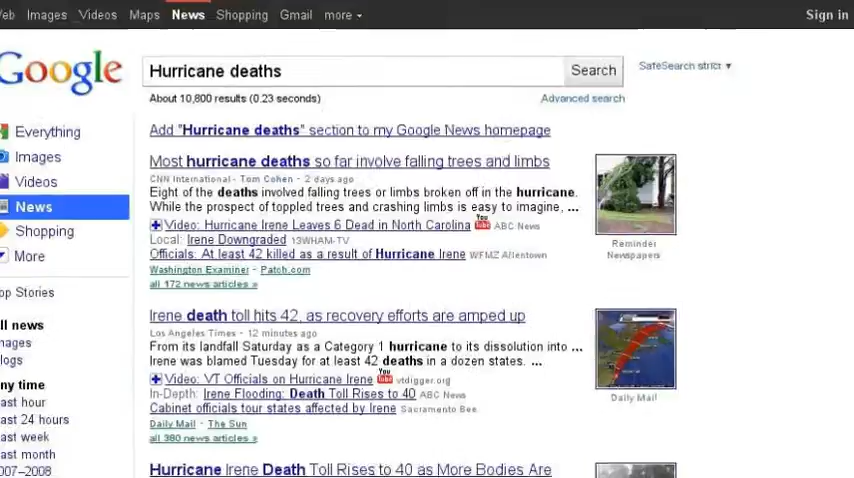 Images Videos Maps News Shopping Gmail more Sign in
Google
Hurricane deaths Search SafeSearch strict
About 10,800 results (0.23 seconds) Advanced search
Everything
Images
Videos
News
Shopping
More
Add "Hurricane deaths" section to my Google News homepage
Most hurricane deaths so far involve falling trees and limbs
CNN International - Tom Cohen - 2 days ago
Eight of the deaths involved falling trees or limbs broken off in the hurricane.
While the prospect of toppled trees and crashing limbs is easy to imagine, ...
Video: Hurricane Irene Leaves 6 Dead in North Carolina You Tube ABC News
Local: Irene Downgraded 13WHAM-TV
Officials: At least 42 killed as a result of Hurricane Irene WFMZ Allentown
Washington Examiner - Patch.com
all 172 news articles »
Reminder
Newspapers
Irene death toll hits 42, as recovery efforts are amped up
Los Angeles Times - 12 minutes ago
From its landfall Saturday as a Category 1 hurricane to its dissolution into ...
Irene was blamed Tuesday for at least 42 deaths in a dozen states. ...
Video: VT Officials on Hurricane Irene You Tube vtdigger.org
In-Depth: Irene Flooding: Death Toll Rises to 40 ABC News
Cabinet officials tour states affected by Irene Sacramento Bee
Daily Mail - The Sun
all 380 news articles »
Daily Mail
Hurricane Irene Death Toll Rises to 40 as More Bodies Are
op Stories
ll news
mages
logs
ny time
ast hour
ast 24 hours
ast week
ast month
007–2008